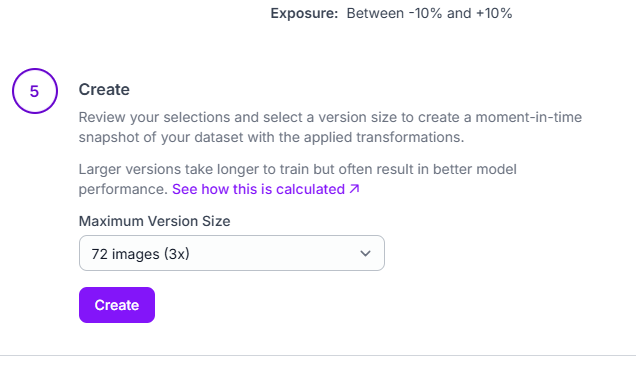 Exposure: Between -10% and +10%
5
Create
Review your selections and select a version size to create a moment-in-time
snapshot of your dataset with the applied transformations.
Larger versions take longer to train but often result in better model
performance. See how this is calculated ↗
Maximum Version Size
72 images (3x)
Create